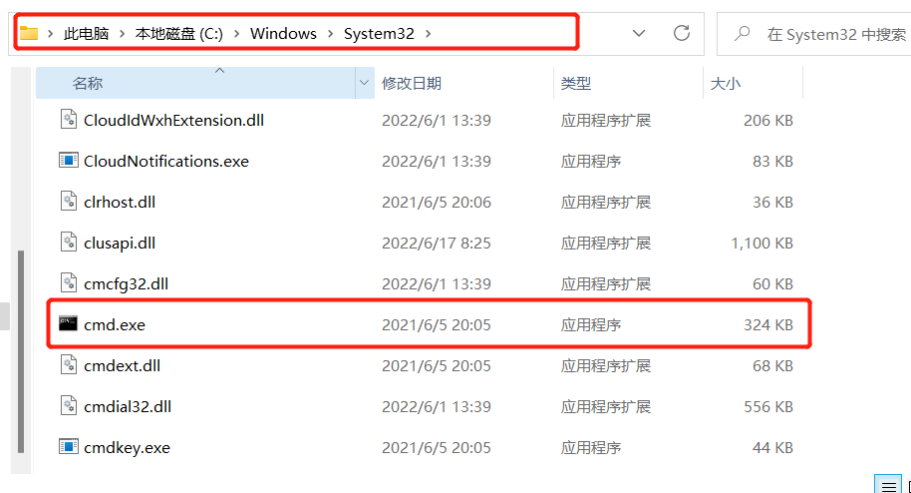 此电脑 › 本地磁盘 (C:) › Windows › System32 ›
在 System32 中搜索
名称 修改日期 类型 大小
CloudIdWxhExtension.dll 2022/6/1 13:39 应用程序扩展 206 KB
CloudNotifications.exe 2022/6/1 13:39 应用程序 83 KB
clrhost.dll 2021/6/5 20:06 应用程序扩展 36 KB
clusapi.dll 2022/6/17 8:25 应用程序扩展 1,100 KB
cmcfg32.dll 2022/6/1 13:39 应用程序扩展 60 KB
cmd.exe 2021/6/5 20:05 应用程序 324 KB
cmdext.dll 2021/6/5 20:05 应用程序扩展 68 KB
cmdial32.dll 2022/6/1 13:39 应用程序扩展 556 KB
cmdkey.exe 2021/6/5 20:05 应用程序 44 KB